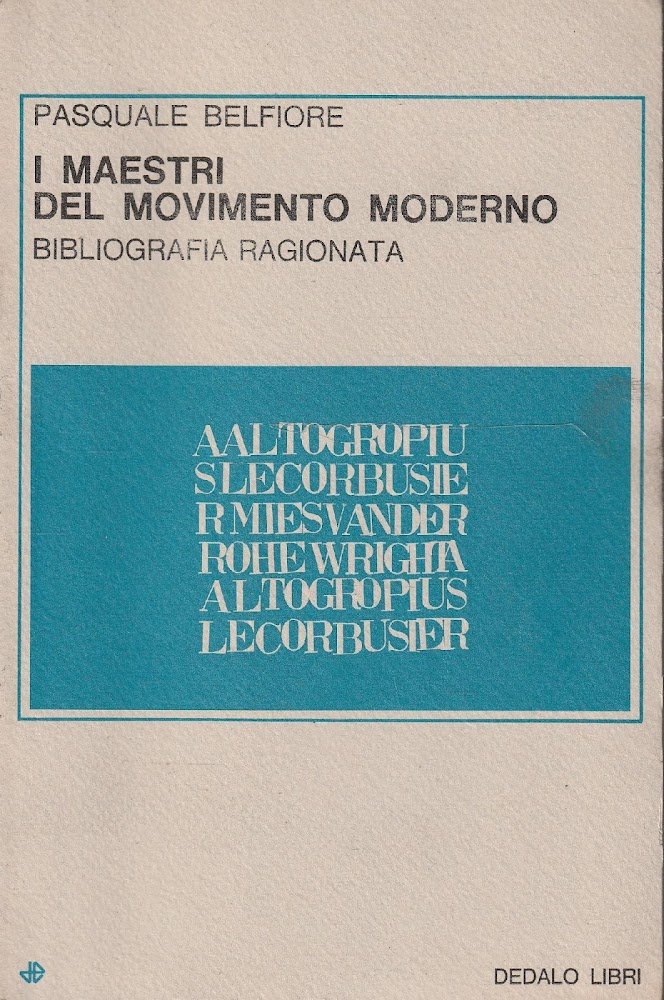 PASQUALE BELFIORE
I MAESTRI
DEL MOVIMENTO MODERNO
BIBLIOGRAFIA RAGIONATA
AALTOGROPIU
SLECORBUSIE
RMIESVANDER
ROHEWRIGHTA
ALTOGROPIUS
LECORBUSIER
DEDALO LIBRI